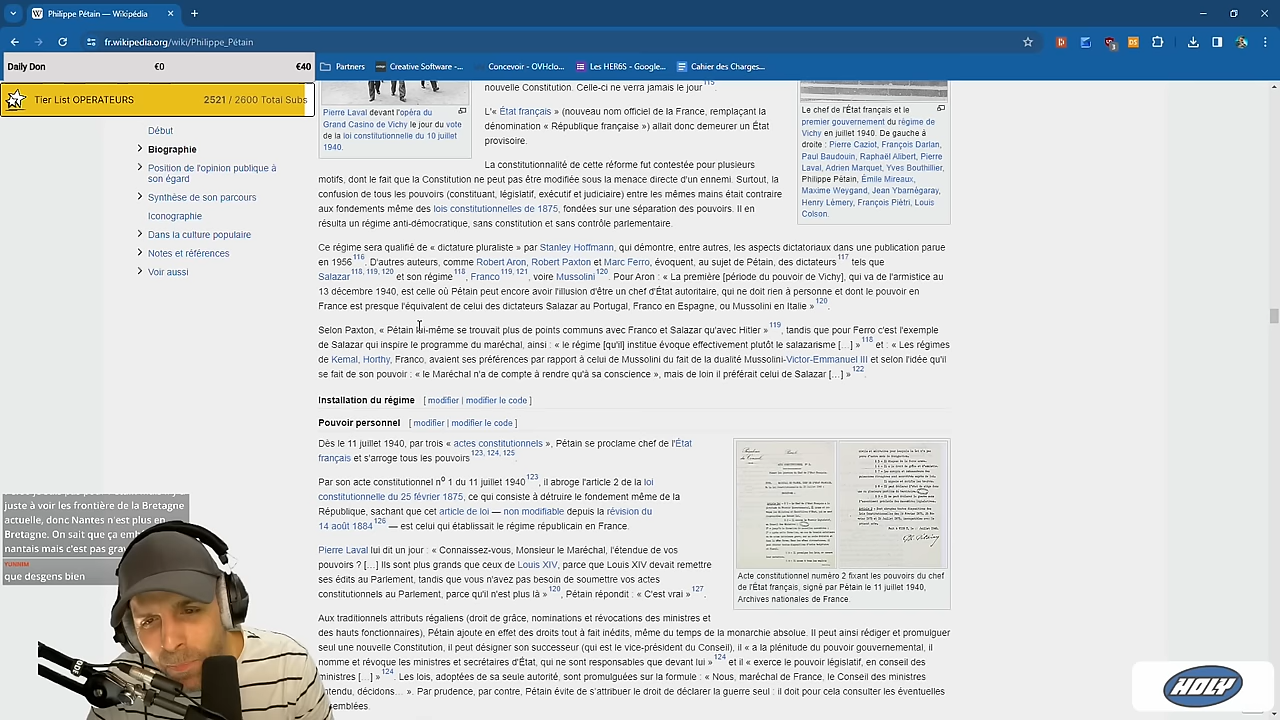 Philippe Pétain — Wikipédia
fr.wikipedia.org/wiki/Philippe_Pétain
Daily Don €0 €40
Partners Creative Software -... Concevoir - OVHclo... Les HER6S - Google... Cahier des Charges...
Tier List OPERATEURS 2521 / 2600 Total Subs
Début
Biographie
Position de l'opinion publique à
son égard
Synthèse de son parcours
Iconographie
Dans la culture populaire
Notes et références
Voir aussi
Pierre Laval devant l'opéra du
Grand Casino de Vichy le jour du vote
de la loi constitutionnelle du 10 juillet
1940.
nouvelle Constitution. Celle-ci ne verra jamais le jour115.
L'« État français » (nouveau nom officiel de la France, remplaçant la
dénomination « République française ») allait donc demeurer un État
provisoire.
La constitutionnalité de cette réforme fut contestée pour plusieurs
motifs, dont le fait que la Constitution ne peut pas être modifiée sous la menace directe d'un ennemi. Surtout, la
confusion de tous les pouvoirs (constituant, législatif, exécutif et judiciaire) entre les mêmes mains était contraire
aux fondements même des lois constitutionnelles de 1875, fondées sur une séparation des pouvoirs. Il en
résulta un régime anti-démocratique, sans constitution et sans contrôle parlementaire.
Le chef de l'État français et le
premier gouvernement du régime de
Vichy en juillet 1940. De gauche à
droite : Pierre Caziot, François Darlan,
Paul Baudouin, Raphaël Alibert, Pierre
Laval, Adrien Marquet, Yves Bouthillier,
Philippe Pétain, Émile Mireaux,
Maxime Weygand, Jean Ybarnégaray,
Henry Lémery, François Piétri, Louis
Colson.
Ce régime sera qualifié de « dictature pluraliste » par Stanley Hoffmann, qui démontre, entre autres, les aspects dictatoriaux dans une publication parue
en 1956116. D'autres auteurs, comme Robert Aron, Robert Paxton et Marc Ferro, évoquent, au sujet de Pétain, des dictateurs117 tels que
Salazar118, 119, 120 et son régime118, Franco119, 121, voire Mussolini120. Pour Aron : « La première [période du pouvoir de Vichy], qui va de l'armistice au
13 décembre 1940, est celle où Pétain peut encore avoir l'illusion d'être un chef d'État autoritaire, qui ne doit rien à personne et dont le pouvoir en
France est presque l'équivalent de celui des dictateurs Salazar au Portugal, Franco en Espagne, ou Mussolini en Italie »120.
Selon Paxton, « Pétain lui-même se trouvait plus de points communs avec Franco et Salazar qu'avec Hitler »119, tandis que pour Ferro c'est l'exemple
de Salazar qui inspire le programme du maréchal, ainsi : « le régime [qu'il] institue évoque effectivement plutôt le salazarisme [...] »118 et : « Les régimes
de Kemal, Horthy, Franco, avaient ses préférences par rapport à celui de Mussolini du fait de la dualité Mussolini-Victor-Emmanuel III et selon l'idée qu'il
se fait de son pouvoir : « le Maréchal n'a de compte à rendre qu'à sa conscience », mais de loin il préférait celui de Salazar [...] »122.
Installation du régime [ modifier | modifier le code ]
Pouvoir personnel [ modifier | modifier le code ]
Dès le 11 juillet 1940, par trois « actes constitutionnels », Pétain se proclame chef de l'État
français et s'arroge tous les pouvoirs123, 124, 125.
Par son acte constitutionnel no 1 du 11 juillet 1940123, il abroge l'article 2 de la loi
constitutionnelle du 25 février 1875, ce qui consiste à détruire le fondement même de la
République, sachant que cet article de loi — non modifiable depuis la révision du
14 août 1884126 — est celui qui établissait le régime républicain en France.
Pierre Laval lui dit un jour : « Connaissez-vous, Monsieur le Maréchal, l'étendue de vos
pouvoirs ? [...] Ils sont plus grands que ceux de Louis XIV, parce que Louis XIV devait remettre
ses édits au Parlement, tandis que vous n'avez pas besoin de soumettre vos actes
constitutionnels au Parlement, parce qu'il n'est plus là »120, Pétain répondit : « C'est vrai »127.
Acte constitutionnel numéro 2 fixant les pouvoirs du chef
de l'État français, signé par Pétain le 11 juillet 1940,
Archives nationales de France.
Aux traditionnels attributs régaliens (droit de grâce, nominations et révocations des ministres et
des hauts fonctionnaires), Pétain ajoute en effet des droits tout à fait inédits, même du temps de la monarchie absolue. Il peut ainsi rédiger et promulguer
seul une nouvelle Constitution, il peut désigner son successeur (qui est le vice-président du Conseil), il « a la plénitude du pouvoir gouvernemental, il
nomme et révoque les ministres et secrétaires d'État, qui ne sont responsables que devant lui »124 et il « exerce le pouvoir législatif, en conseil des
ministres [...] »124. Les lois, adoptées de sa seule autorité, sont promulguées sur la formule : « Nous, maréchal de France, le Conseil des ministres
entendu, décidons... ». Par prudence, par contre, Pétain évite de s'attribuer le droit de déclarer la guerre seul : il doit pour cela consulter les éventuelles
assemblées.
juste à voir les frontière de la Bretagne
actuelle, donc Nantes n'est plus en
Bretagne. On sait que ça
nantais mais c'est pas
que desgens bien
HOLY